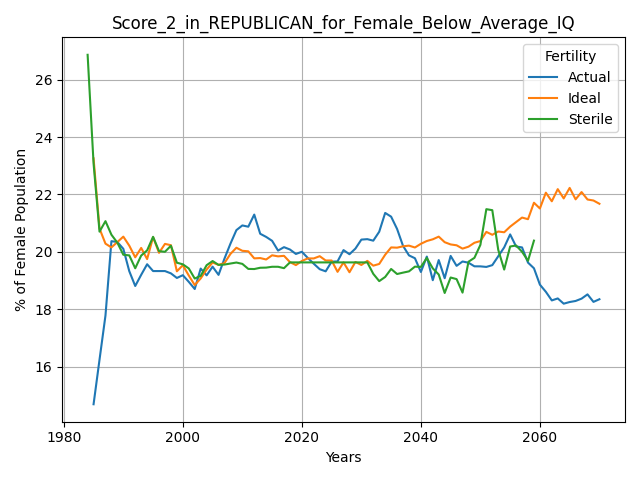 Score_2_in_REPUBLICAN_for_Female_Below_Average_IQ
Fertility
Actual
Ideal
Sterile
% of Female Population
26
24
22
20
18
16
1980
2000
2020
2040
2060
Years